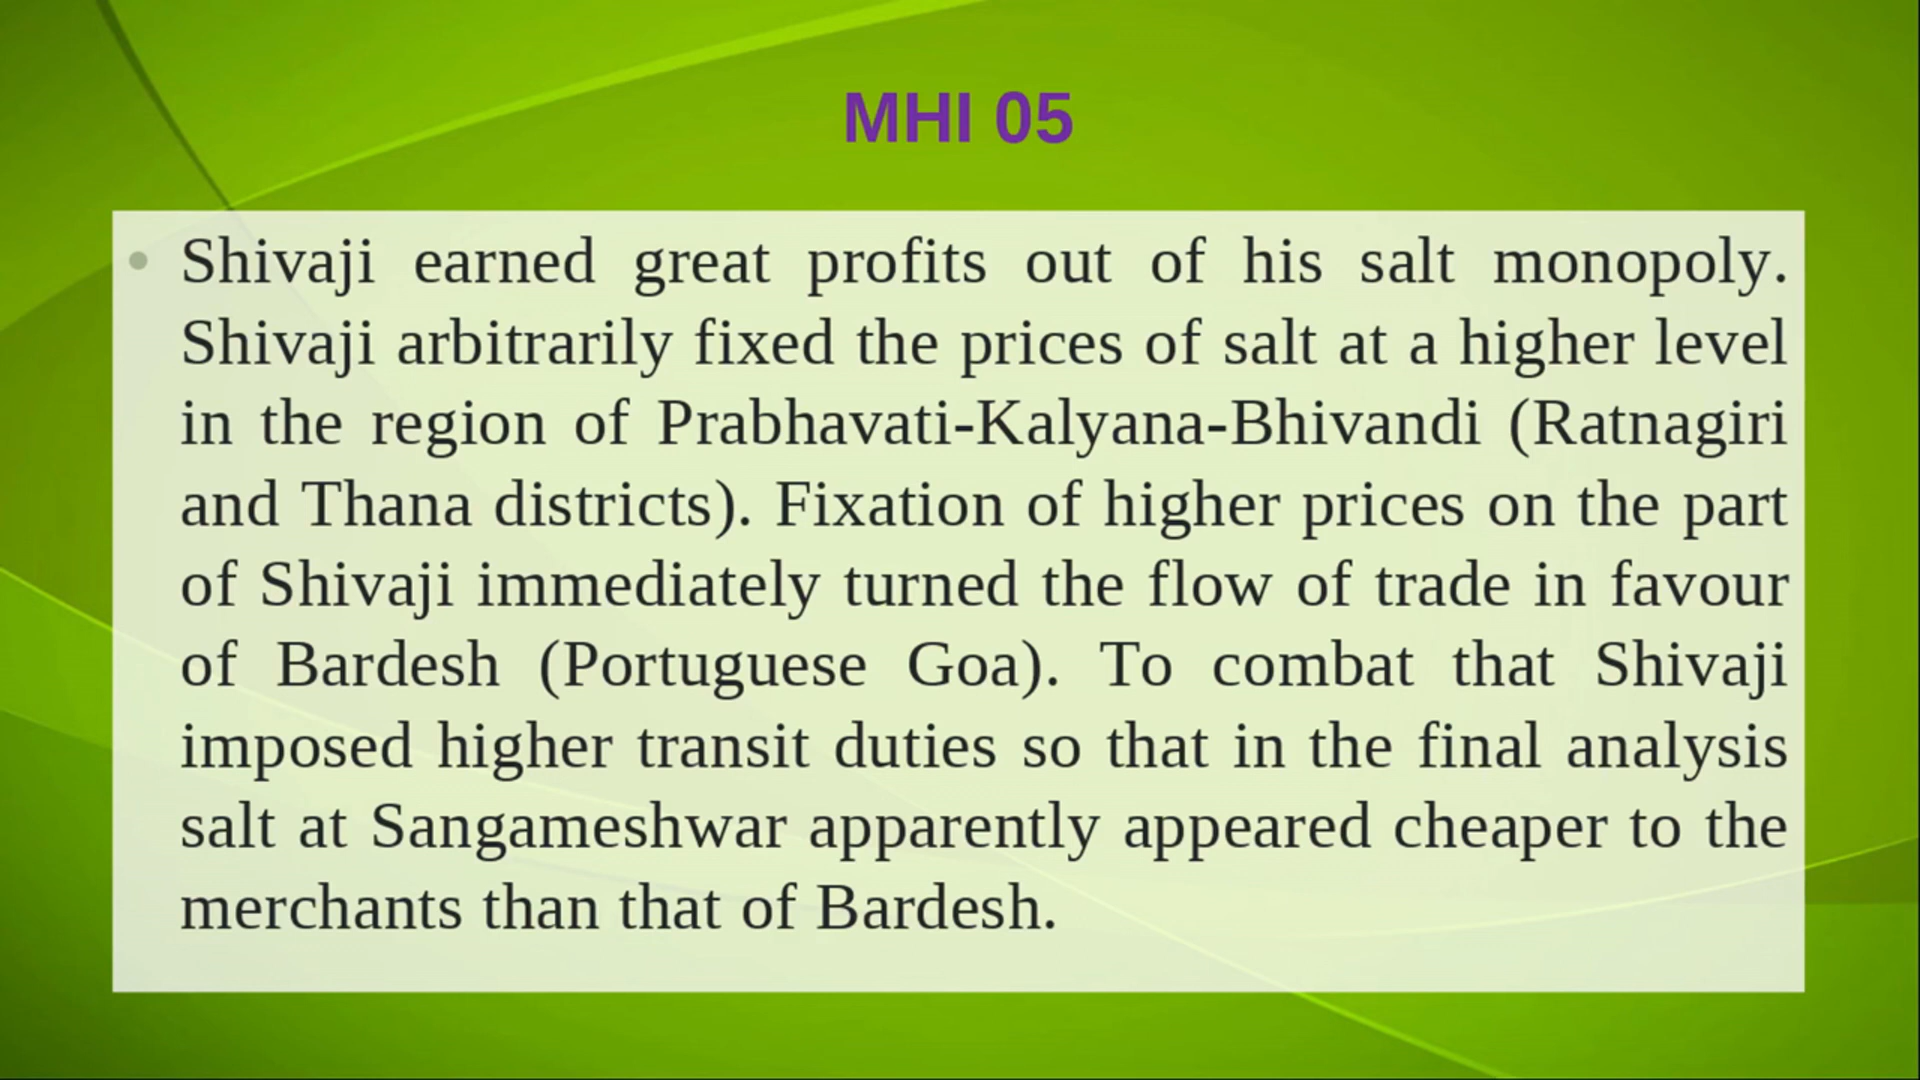 MHI 05
• Shivaji earned great profits out of his salt monopoly.
Shivaji arbitrarily fixed the prices of salt at a higher level
in the region of Prabhavati-Kalyana-Bhivandi (Ratnagiri
and Thana districts). Fixation of higher prices on the part
of Shivaji immediately turned the flow of trade in favour
of Bardesh (Portuguese Goa). To combat that Shivaji
imposed higher transit duties so that in the final analysis
salt at Sangameshwar apparently appeared cheaper to the
merchants than that of Bardesh.